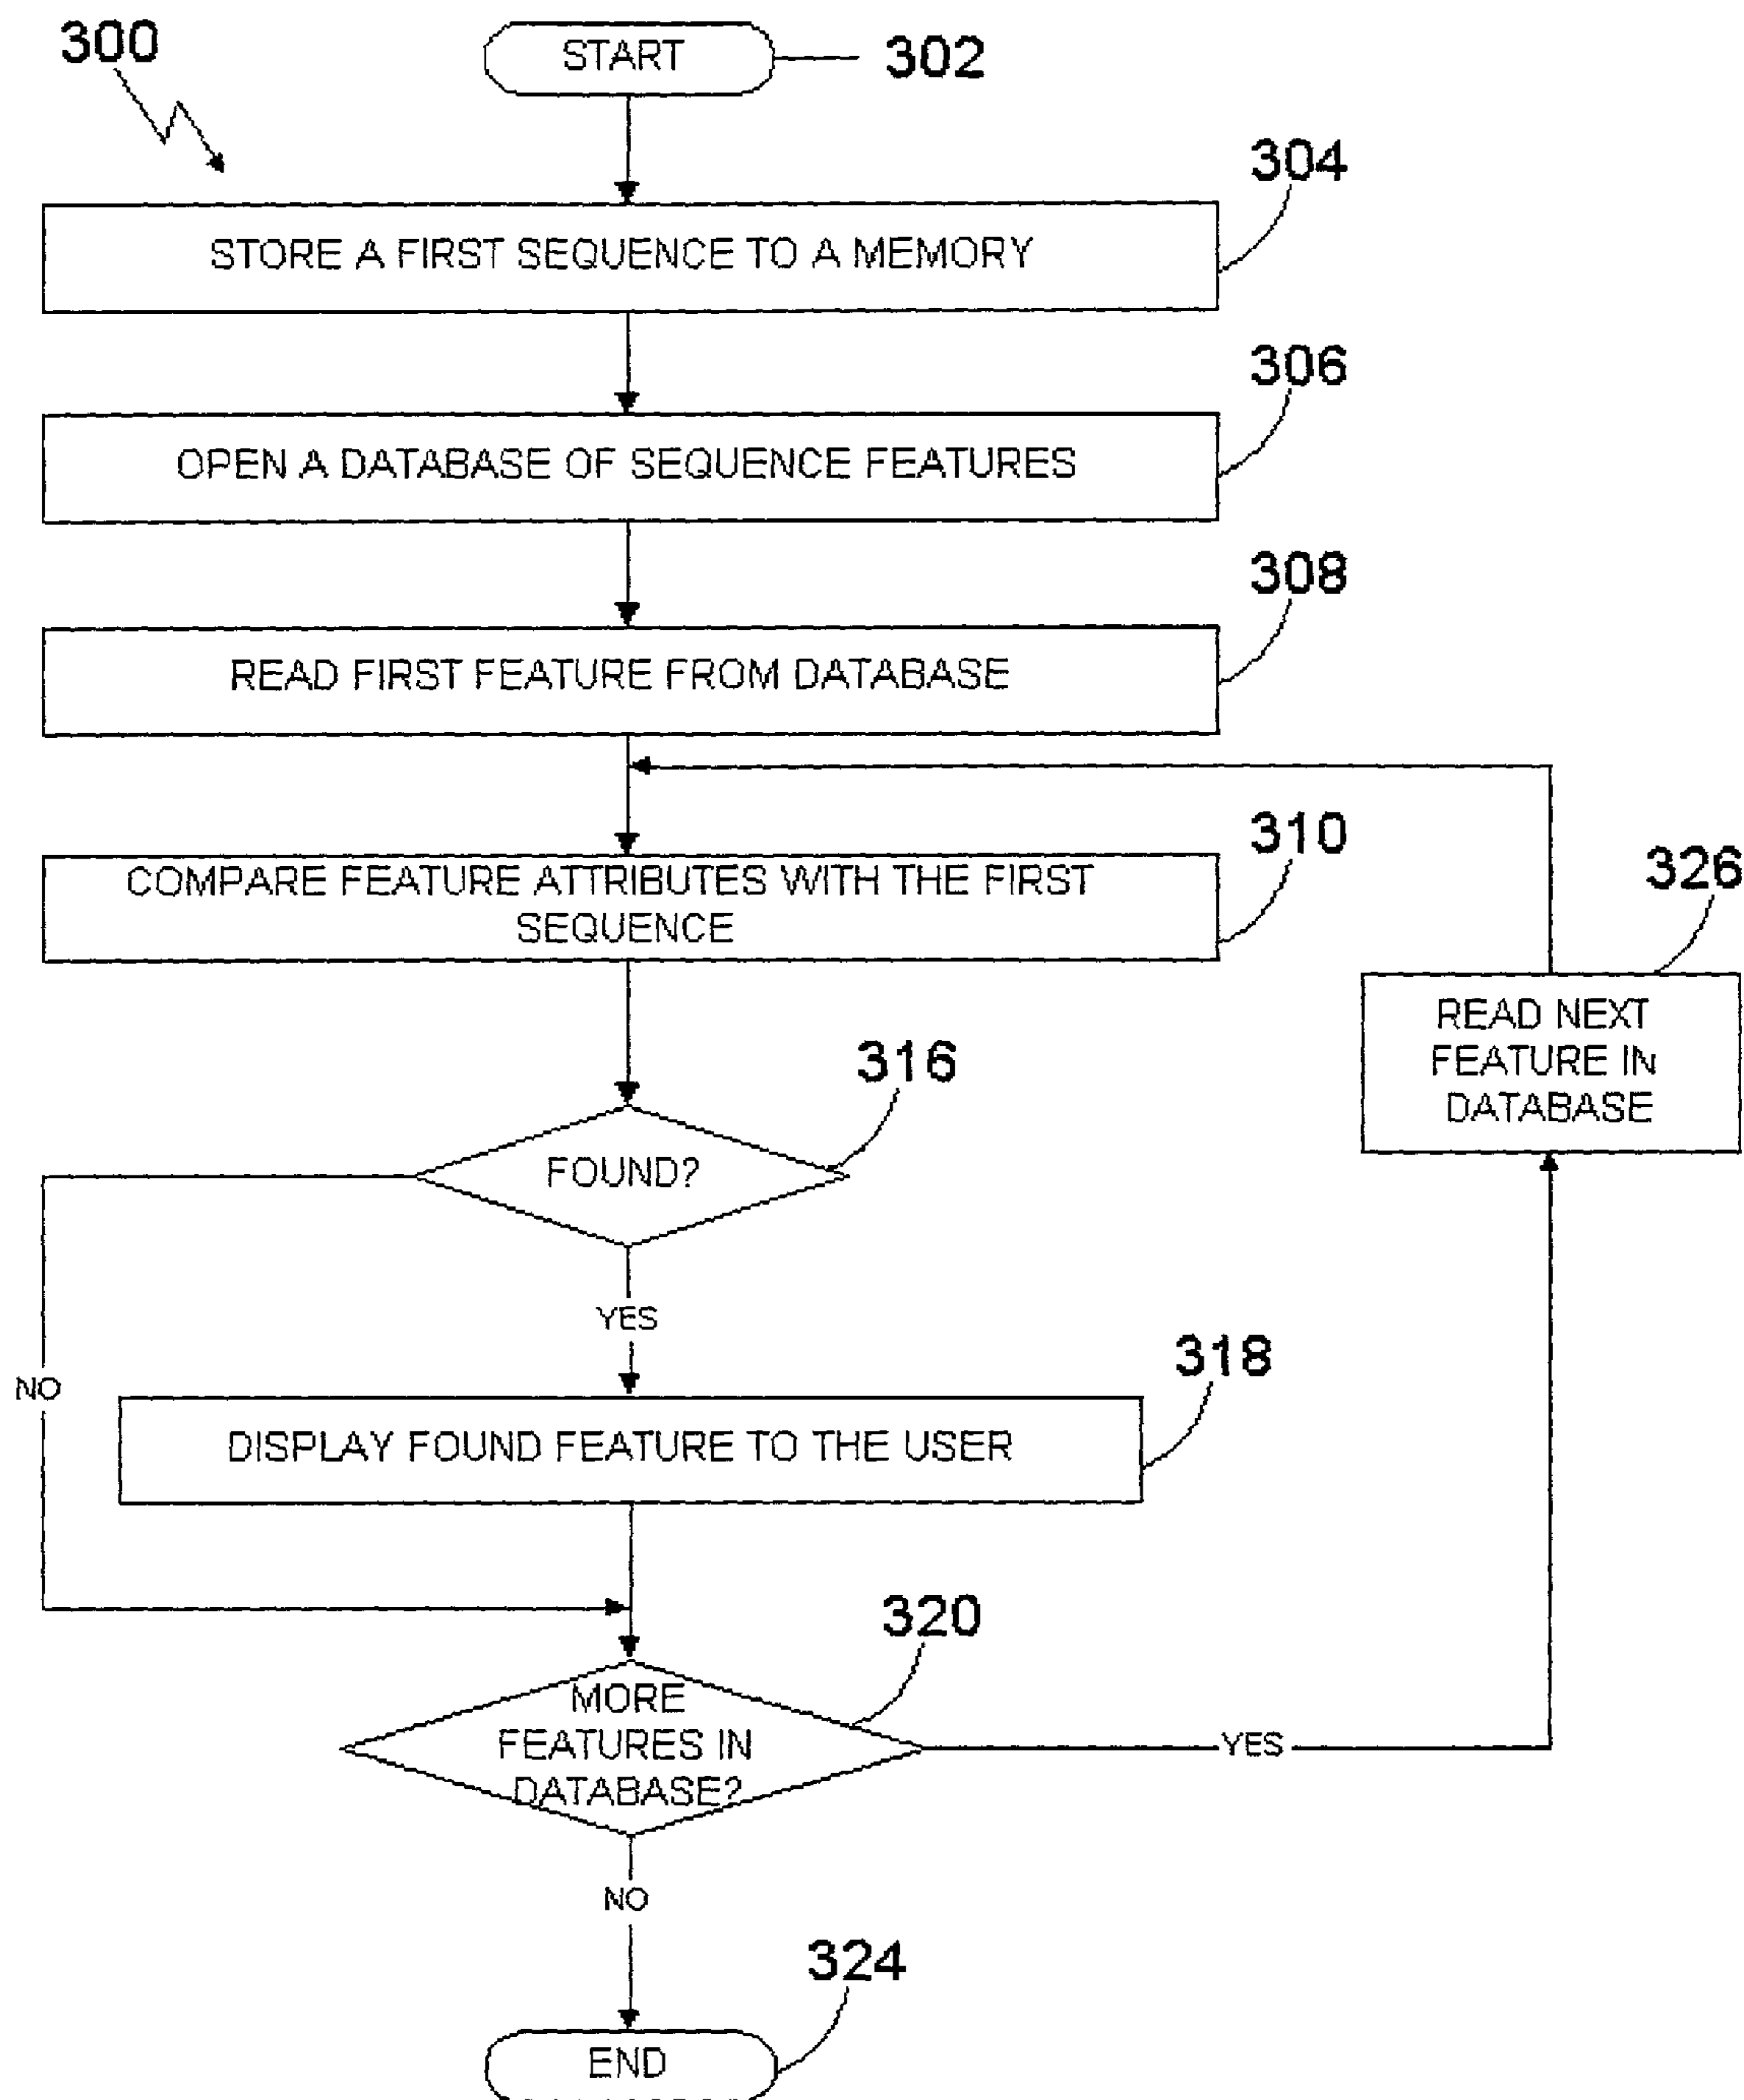 300
START
302
304
STORE A FIRST SEQUENCE TO A MEMORY
306
OPEN A DATABASE OF SEQUENCE FEATURES
308
READ FIRST FEATURE FROM DATABASE
310
COMPARE FEATURE ATTRIBUTES WITH THE FIRST
SEQUENCE
326
READ NEXT
FEATURE IN
DATABASE
316
FOUND?
YES
NO
318
DISPLAY FOUND FEATURE TO THE USER
320
MORE
FEATURES IN
DATABASE?
YES
NO
324
END